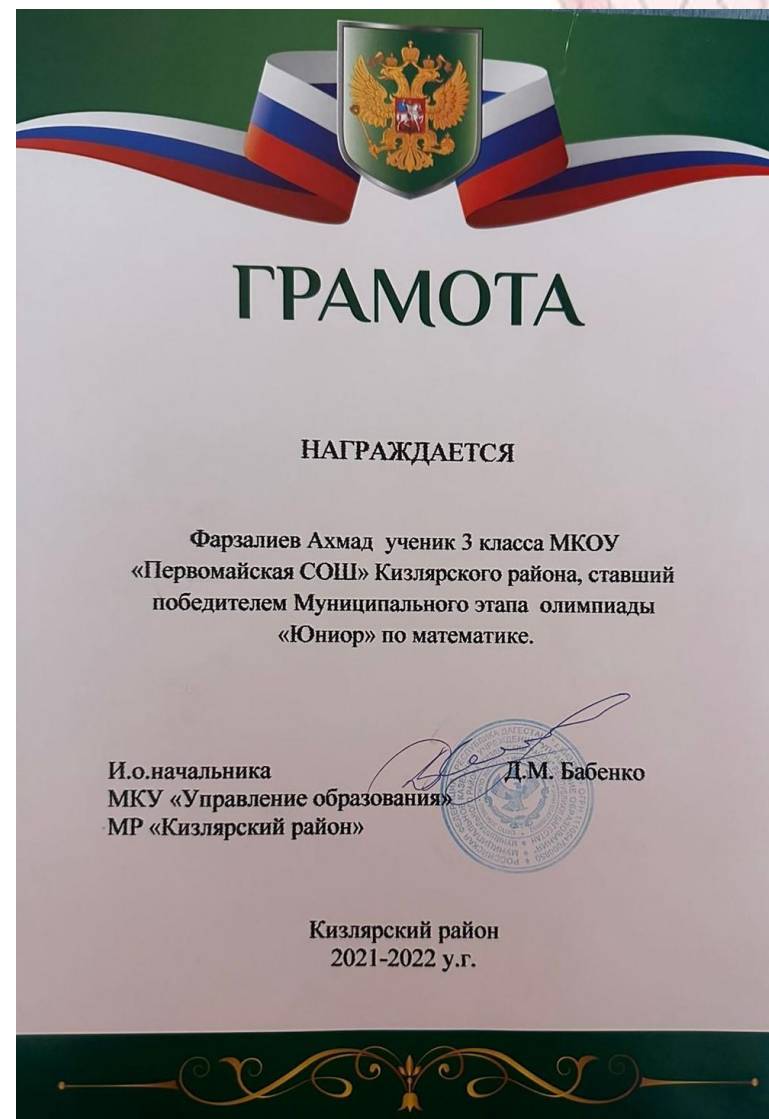 ГРАМОТА
НАГРАЖДАЕТСЯ
Фарзалиев Ахмад ученик 3 класса МКОУ
«Первомайская СОШ» Кизлярского района, ставший
победителем Муниципального этапа олимпиады
«Юниор» по математике.
И.о.начальника Д.М. Бабенко
МКУ «Управление образования»
МР «Кизлярский район»
Кизлярский район
2021-2022 у.г.